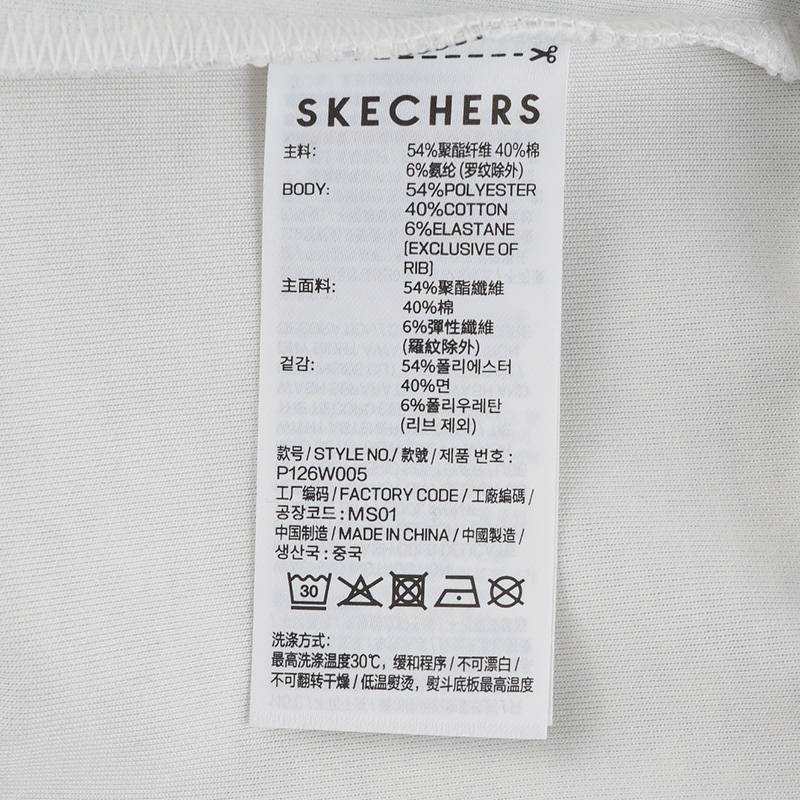 SKECHERS
主料: 54%聚酯纤维 40%棉
6%氨纶 (罗纹除外)
BODY: 54%POLYESTER
40%COTTON
6%ELASTANE
[EXCLUSIVE OF
RIB]
主面料: 54%聚酯纖維
40%棉
6%彈性纖維
(羅紋除外)
겉감: 54%폴리에스터
40%면
6%폴리우레탄
(리브 제외)
款号 / STYLE NO./ 款號 / 제품 번호 :
P126W005
工厂编码 / FACTORY CODE / 工廠編碼 /
공장코드 : MS01
中国制造 / MADE IN CHINA / 中國製造 /
생산국 : 중국
30
洗涤方式:
最高洗涤温度30℃, 缓和程序 / 不可漂白 /
不可翻转干燥 / 低温熨烫, 熨斗底板最高温度